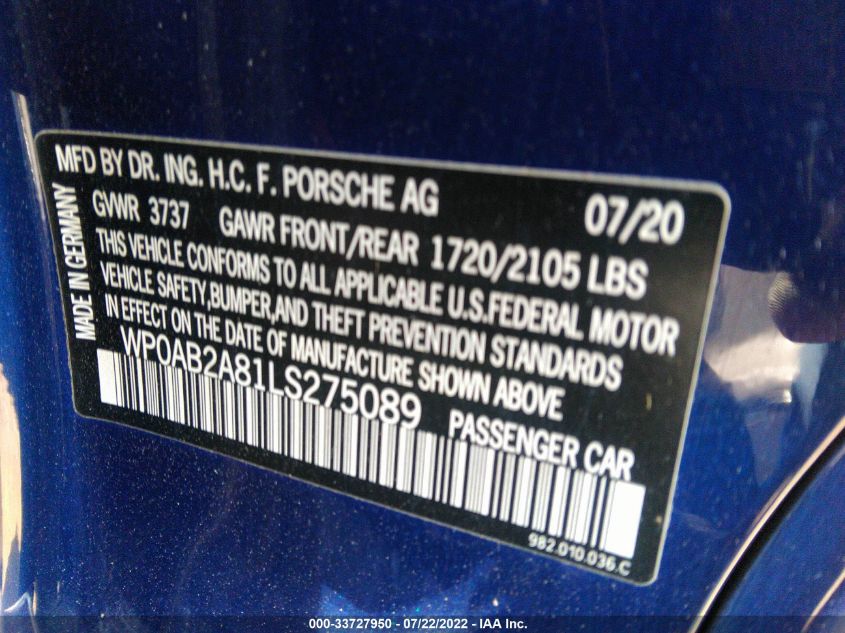 MFD BY DR. ING. H.C. F. PORSCHE AG 07/20
MADE IN GERMANY
GVWR 3737 GAWR FRONT/REAR 1720/2105 LBS
THIS VEHICLE CONFORMS TO ALL APPLICABLE U.S.FEDERAL MOTOR
VEHICLE SAFETY,BUMPER,AND THEFT PREVENTION STANDARDS
IN EFFECT ON THE DATE OF MANUFACTURE SHOWN ABOVE
WP0AB2A81LS275089 PASSENGER CAR
982.010.036.C
000-33727950 - 07/22/2022 - IAA Inc.